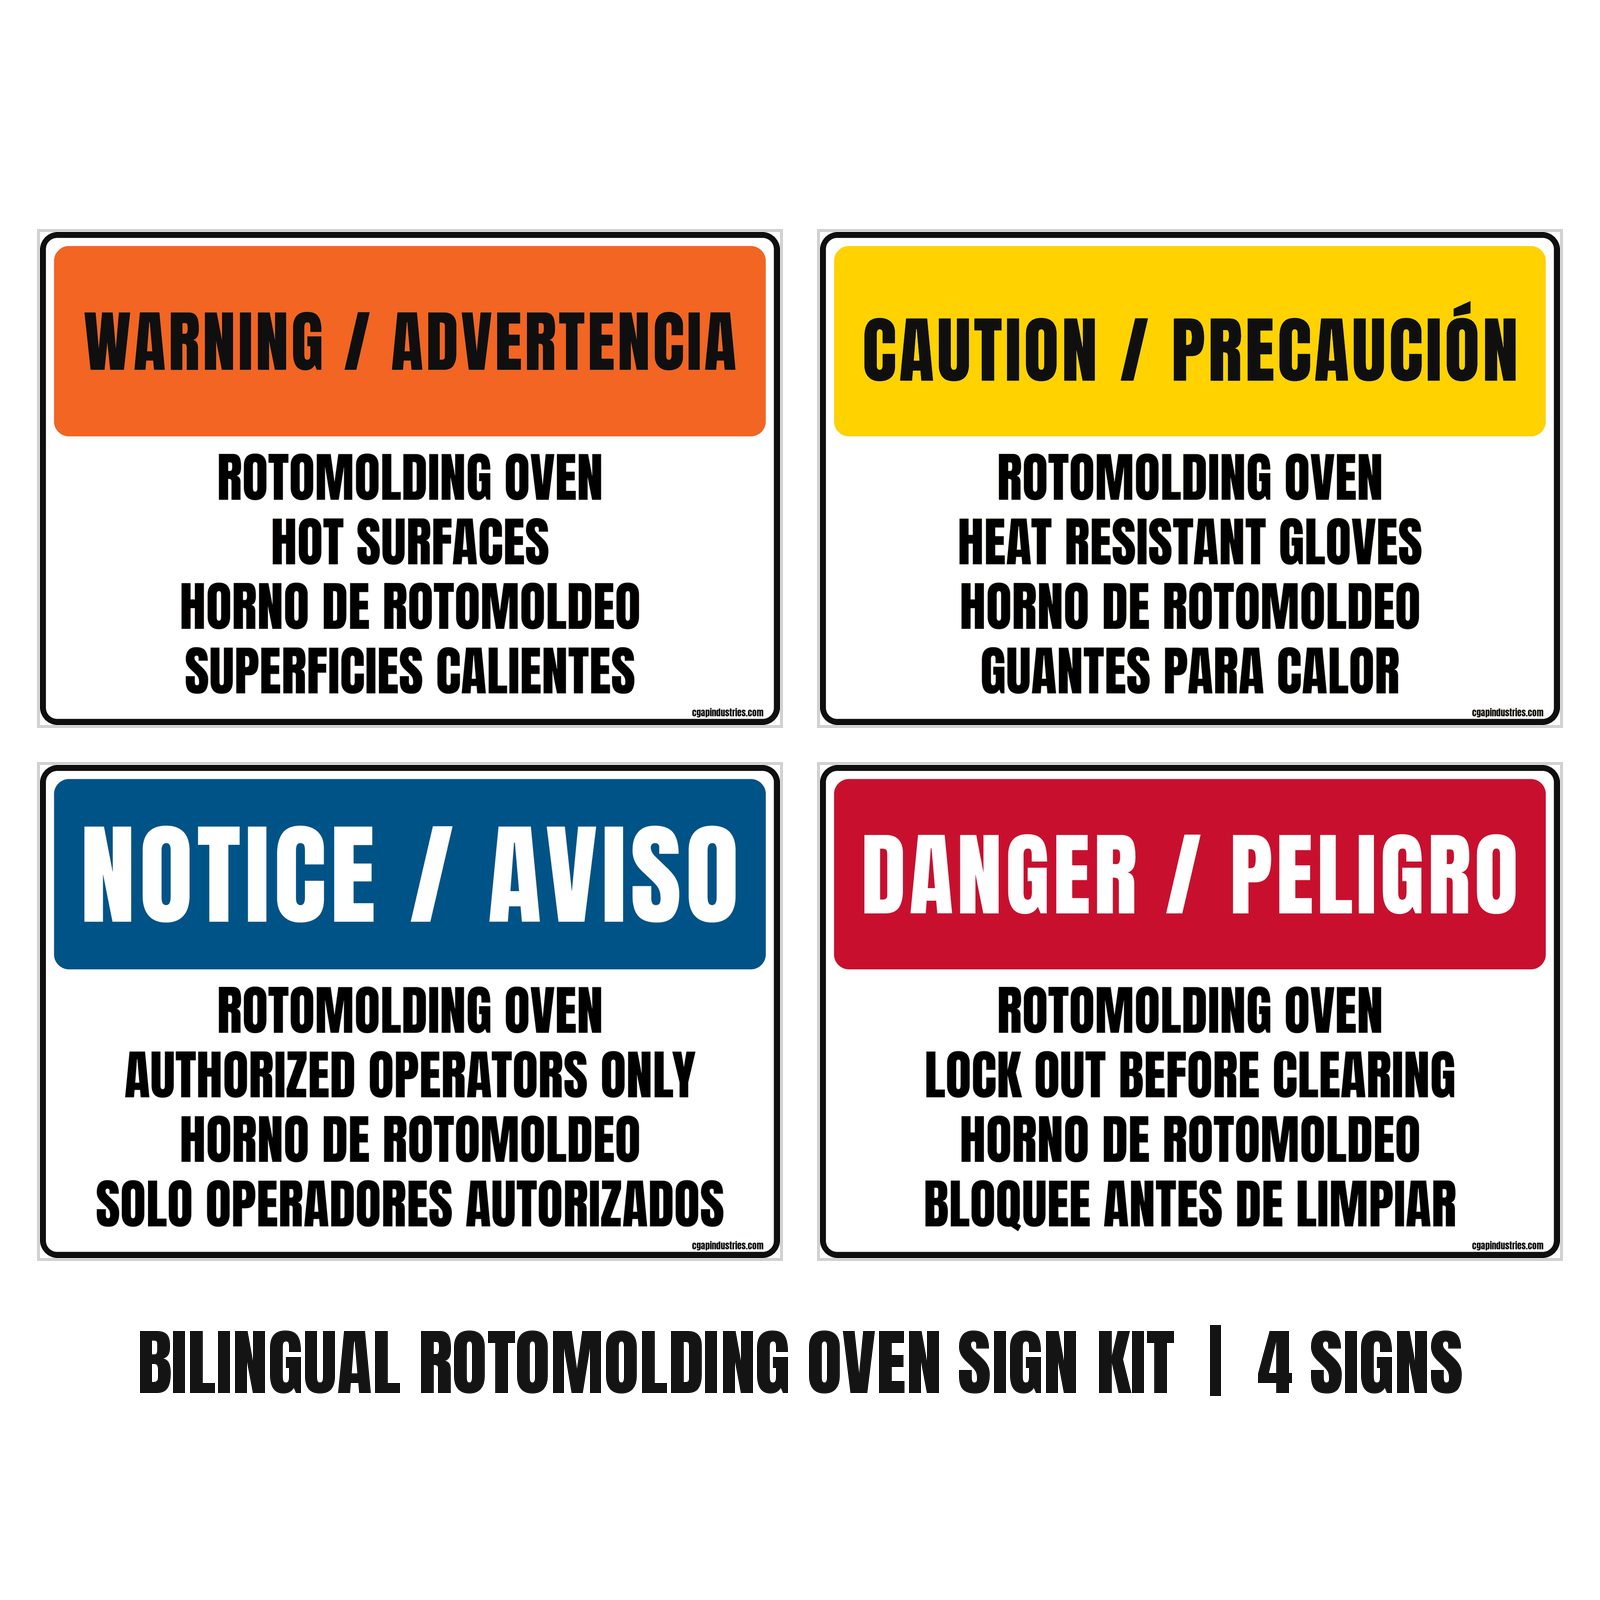 WARNING / ADVERTENCIA
ROTOMOLDING OVEN
HOT SURFACES
HORNO DE ROTOMOLDEO
SUPERFICIES CALIENTES
cgapindustries.com
CAUTION / PRECAUCIÓN
ROTOMOLDING OVEN
HEAT RESISTANT GLOVES
HORNO DE ROTOMOLDEO
GUANTES PARA CALOR
cgapindustries.com
NOTICE / AVISO
ROTOMOLDING OVEN
AUTHORIZED OPERATORS ONLY
HORNO DE ROTOMOLDEO
SOLO OPERADORES AUTORIZADOS
cgapindustries.com
DANGER / PELIGRO
ROTOMOLDING OVEN
LOCK OUT BEFORE CLEARING
HORNO DE ROTOMOLDEO
BLOQUEE ANTES DE LIMPIAR
cgapindustries.com
BILINGUAL ROTOMOLDING OVEN SIGN KIT | 4 SIGNS